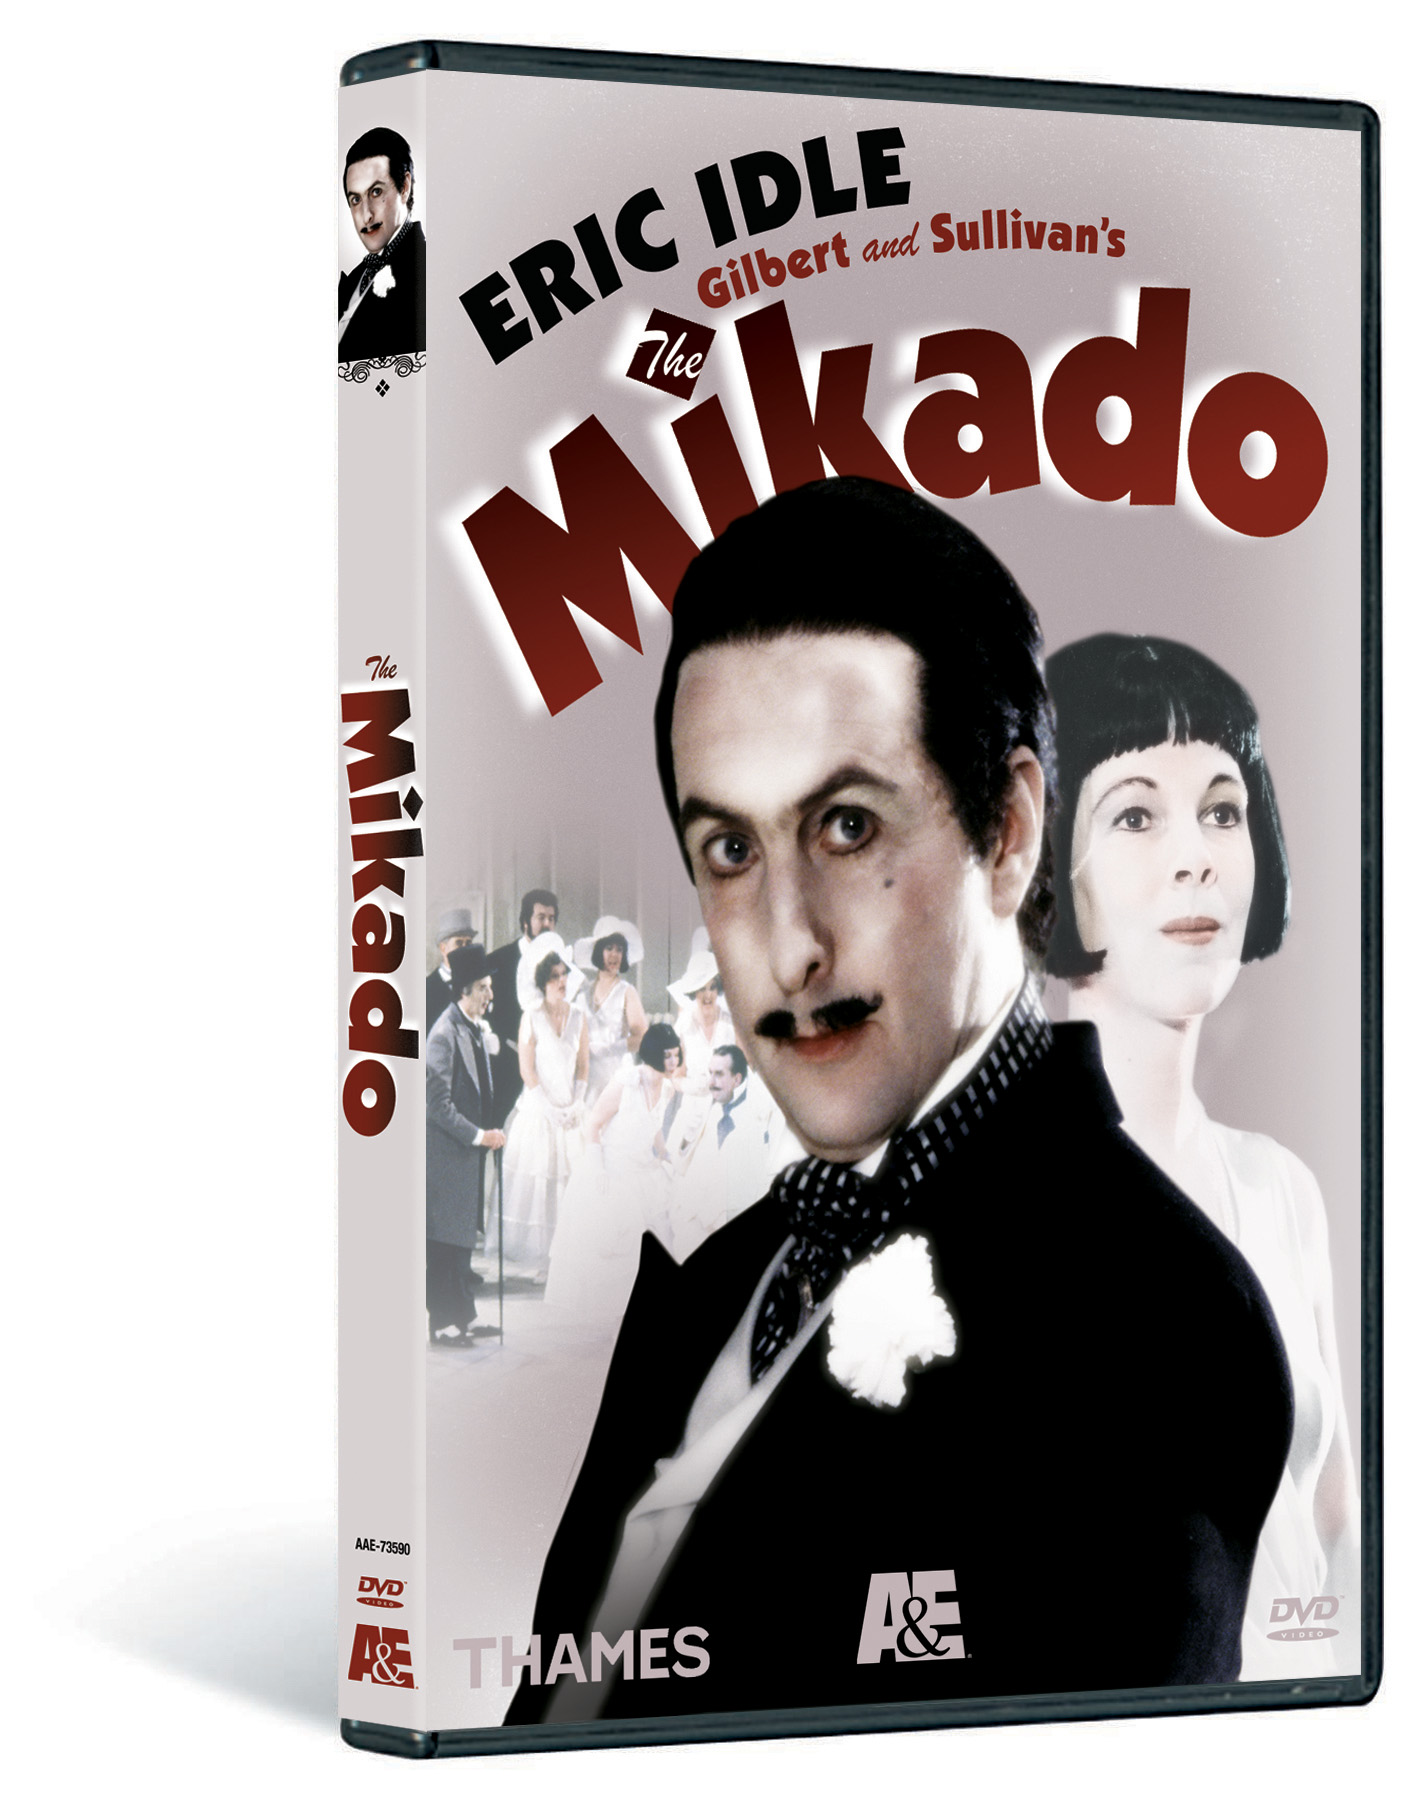 ERIC IDLE
Gilbert and Sullivan's
The
Mikado
THAMES
A&E
DVD
VIDEO
The
Mikado
AAE-73590
DVD
VIDEO
A&E